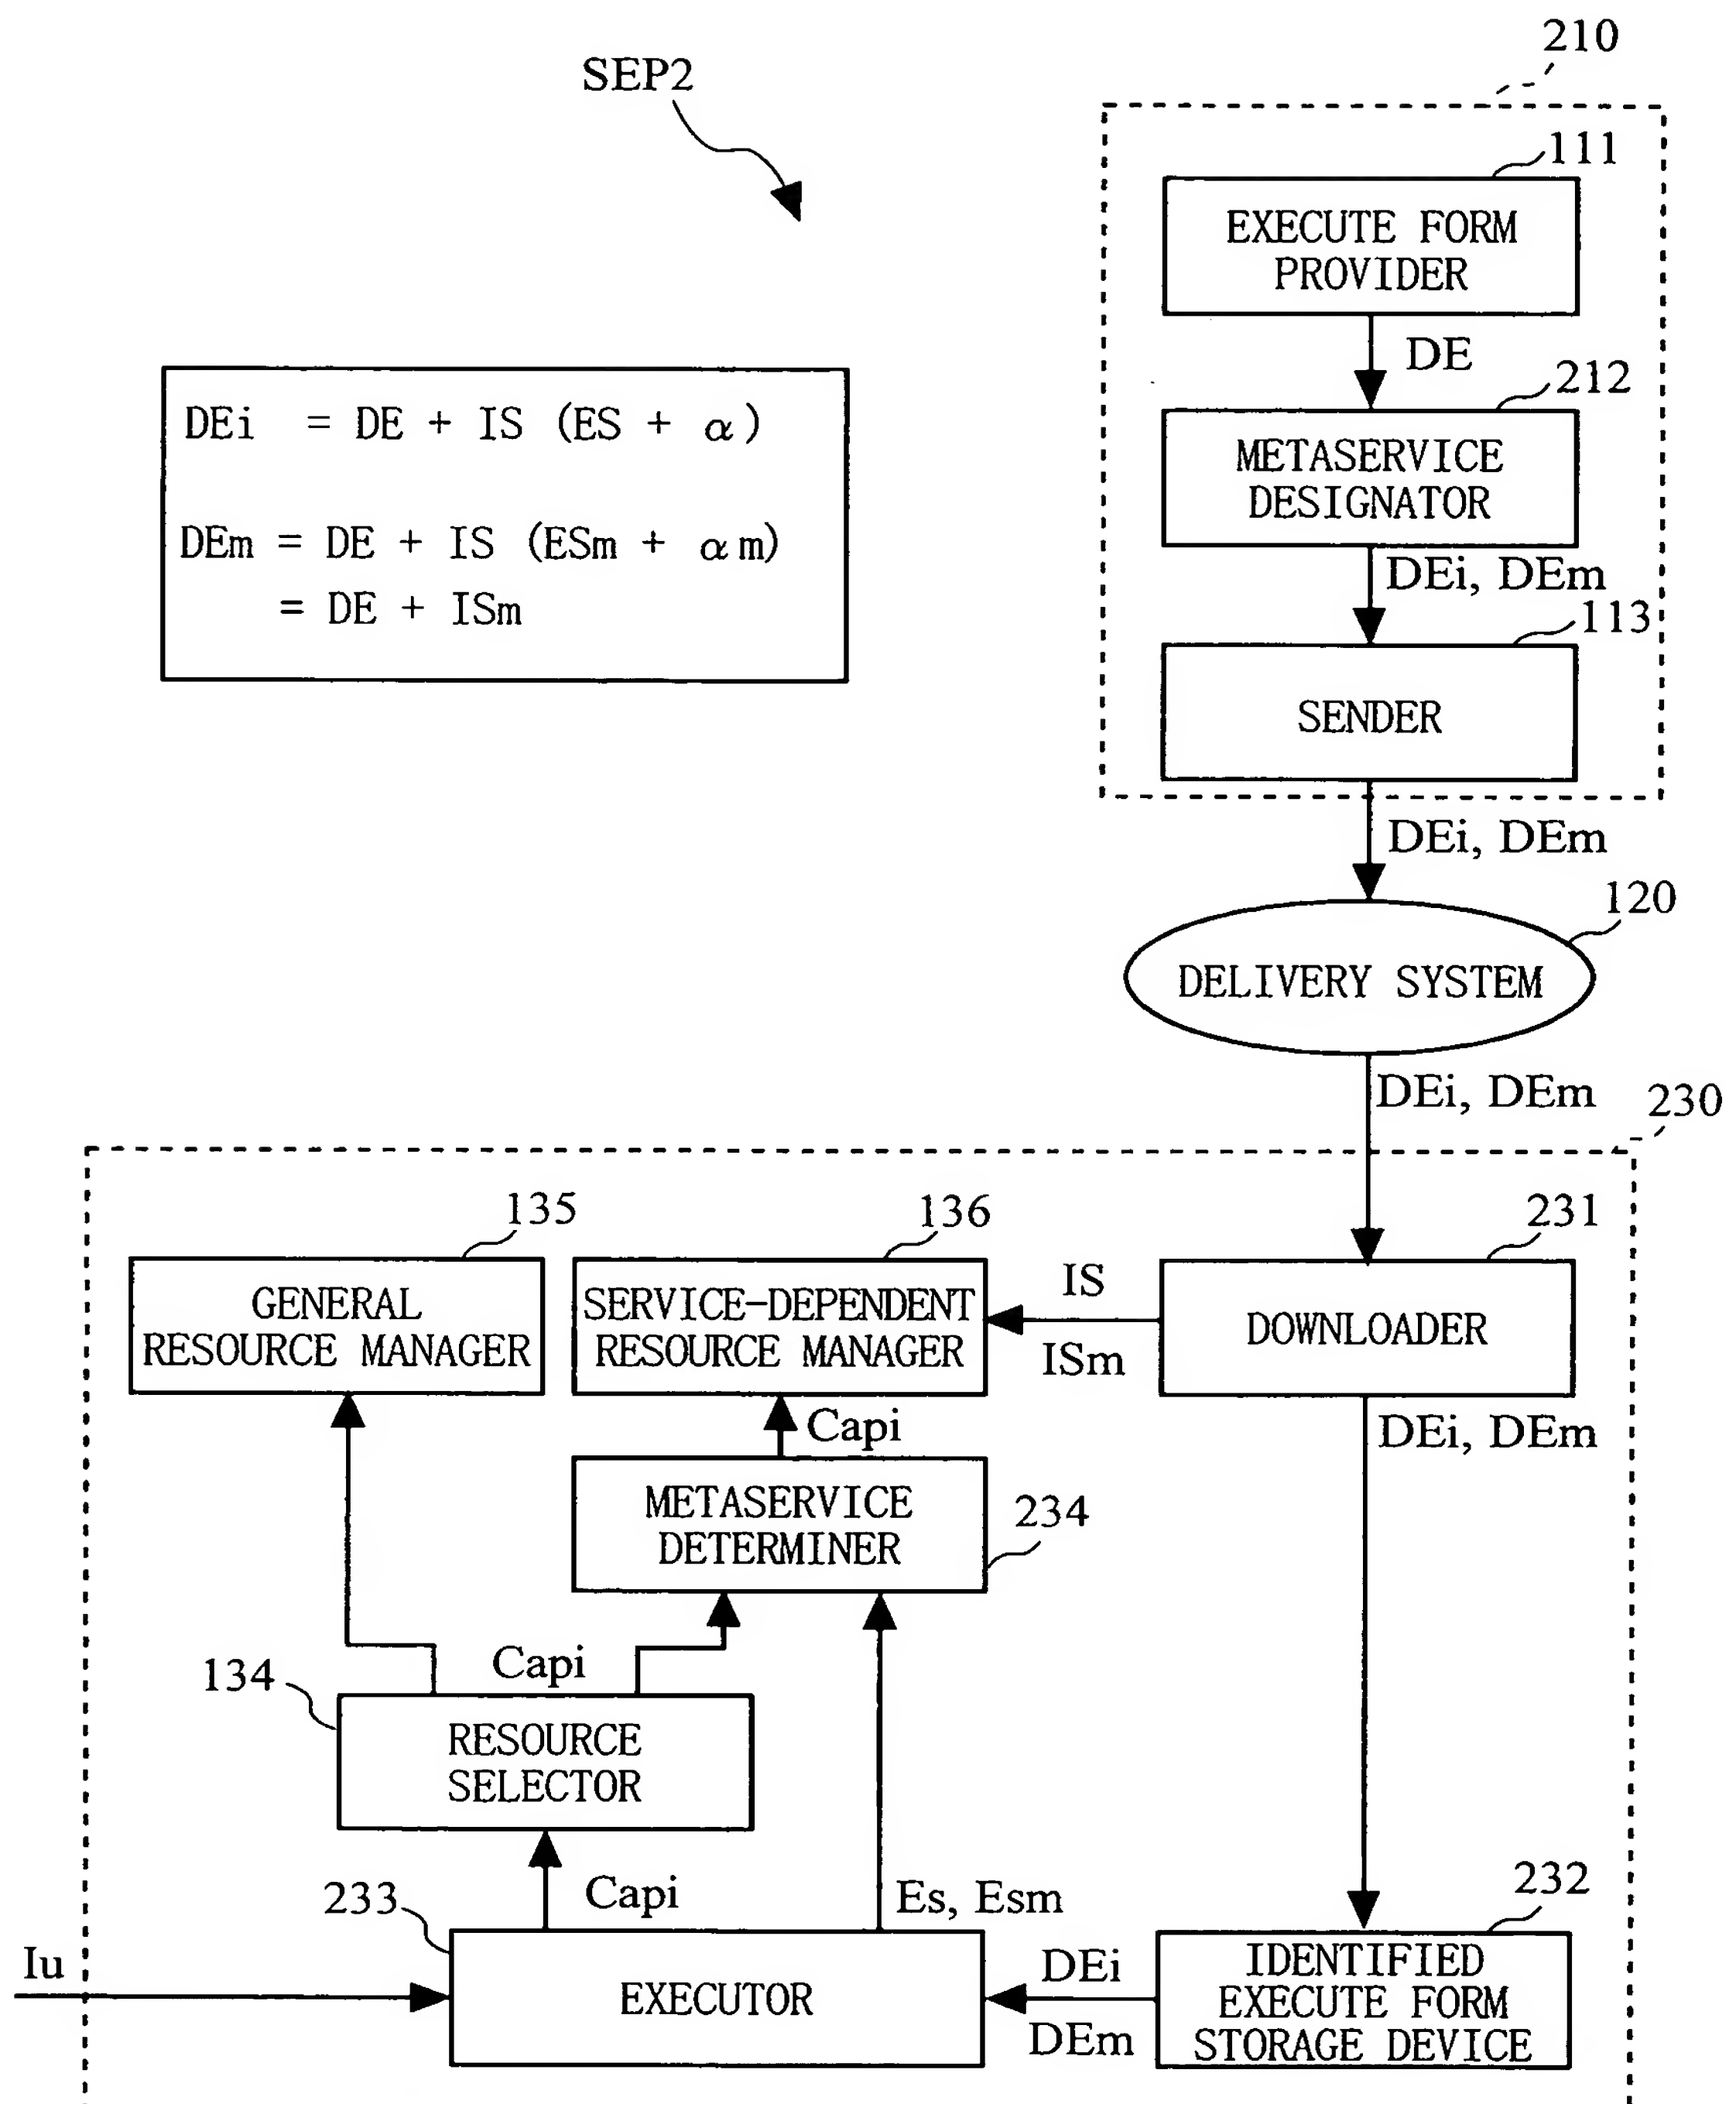 210
SEP2
111
EXECUTE FORM
PROVIDER
DE
212
DEi = DE + IS (ES + α)
METASERVICE
DESIGNATOR
DEm = DE + IS (ESm + αm)
= DE + ISm
DEi, DEm
113
SENDER
DEi, DEm
120
DELIVERY SYSTEM
DEi, DEm
230
135
136
231
GENERAL
RESOURCE MANAGER
SERVICE-DEPENDENT
RESOURCE MANAGER
IS
ISm
DOWNLOADER
Capi
DEi, DEm
METASERVICE
DETERMINER
234
Capi
134
RESOURCE
SELECTOR
233
Capi
Es, Esm
232
Iu
EXECUTOR
DEi
DEm
IDENTIFIED
EXECUTE FORM
STORAGE DEVICE